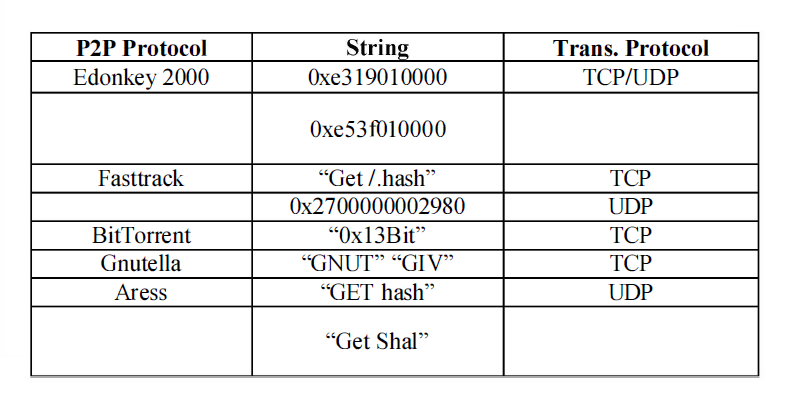 P2P Protocol String Trans. Protocol
Edonkey 2000 0xe319010000 TCP/UDP
0xe53f010000
Fasttrack “Get /.hash” TCP
0x2700000002980 UDP
BitTorrent “0x13Bit” TCP
Gnutella “GNUT” “GIV” TCP
Aress “GET hash” UDP
“Get Shal”